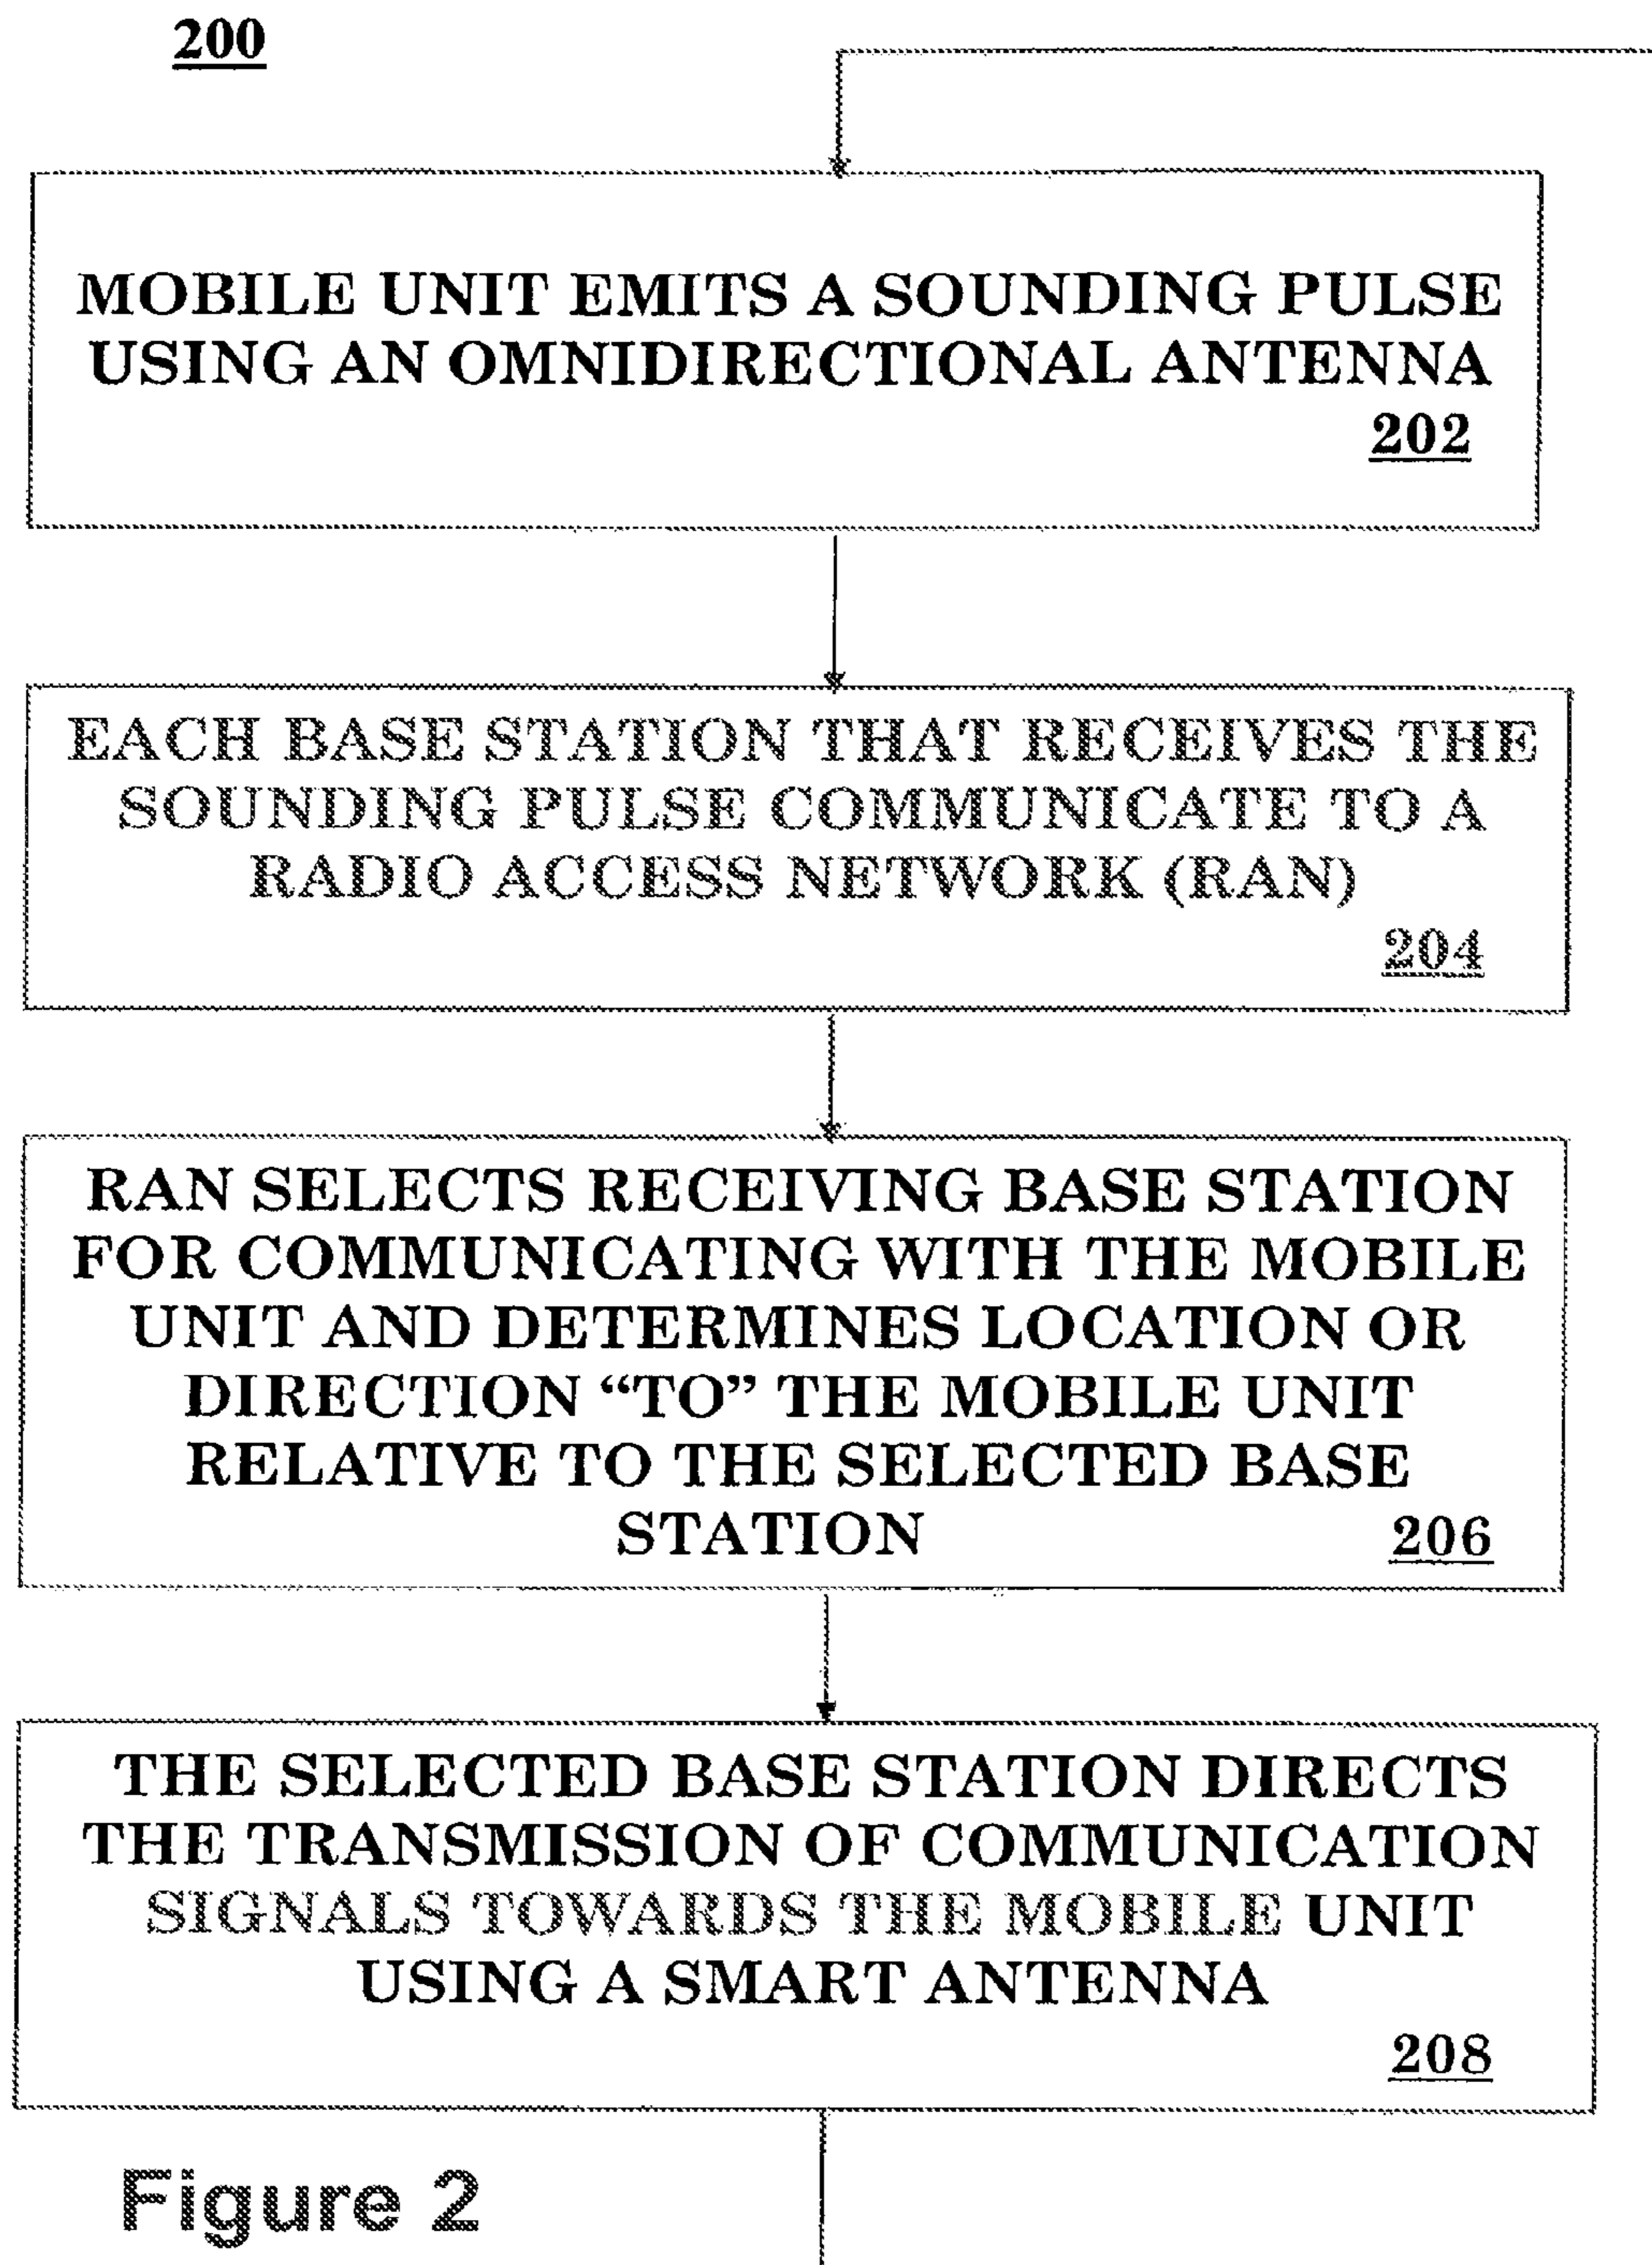 200
MOBILE UNIT EMITS A SOUNDING PULSE
USING AN OMNIDIRECTIONAL ANTENNA
202
EACH BASE STATION THAT RECEIVES THE
SOUNDING PULSE COMMUNICATE TO A
RADIO ACCESS NETWORK (RAN)
204
RAN SELECTS RECEIVING BASE STATION
FOR COMMUNICATING WITH THE MOBILE
UNIT AND DETERMINES LOCATION OR
DIRECTION “TO” THE MOBILE UNIT
RELATIVE TO THE SELECTED BASE
STATION 206
THE SELECTED BASE STATION DIRECTS
THE TRANSMISSION OF COMMUNICATION
SIGNALS TOWARDS THE MOBILE UNIT
USING A SMART ANTENNA
208
Figure 2